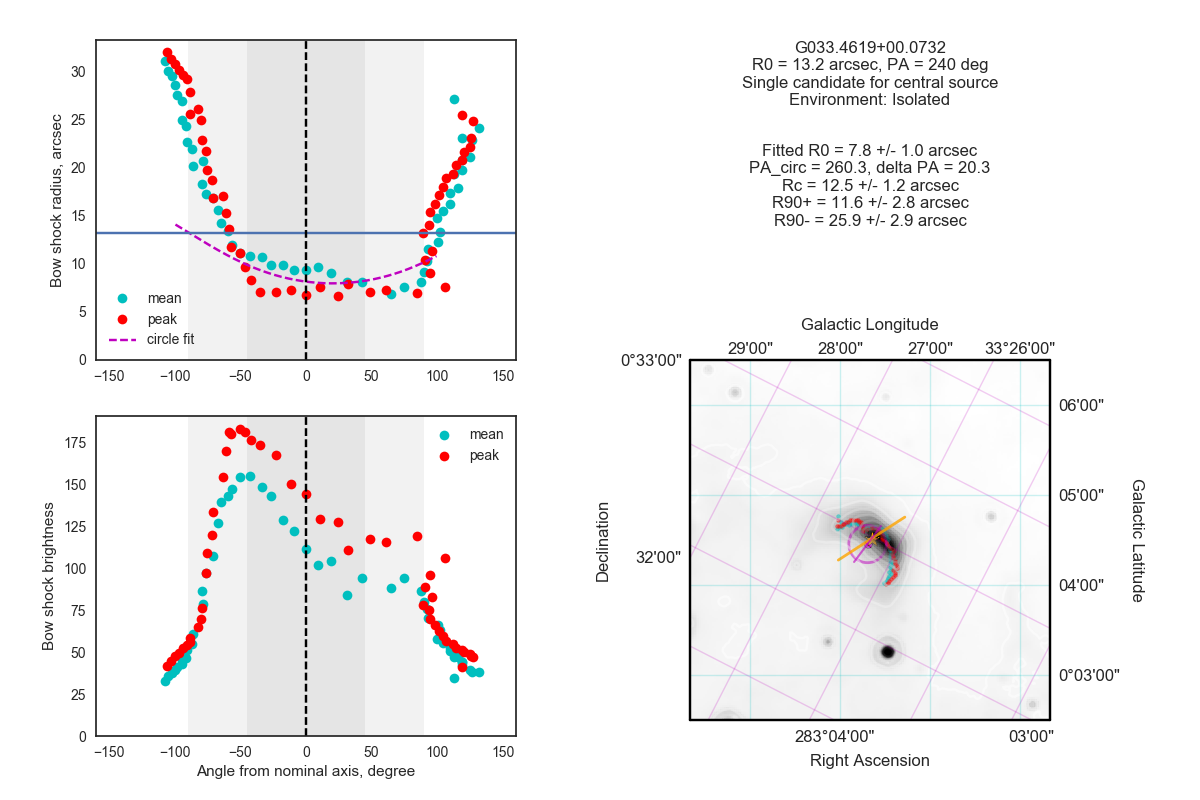 G033.4619+00.0732
R0 = 13.2 arcsec, PA = 240 deg
Single candidate for central source
Environment: Isolated
Fitted R0 = 7.8 +/- 1.0 arcsec
PA_circ = 260.3, delta PA = 20.3
Rc = 12.5 +/- 1.2 arcsec
R90+ = 11.6 +/- 2.8 arcsec
R90- = 25.9 +/- 2.9 arcsec
Bow shock radius, arcsec
30
25
20
15
10
5
0
mean
peak
circle fit
−150 −100 −50 0 50 100 150
Bow shock brightness
175
150
125
100
75
50
25
0
mean
peak
−150 −100 −50 0 50 100 150
Angle from nominal axis, degree
Galactic Longitude
29'00" 28'00" 27'00" 33°26'00"
0°33'00"
32'00"
Declination
06'00"
05'00"
04'00"
0°03'00"
Galactic Latitude
283°04'00" 03'00"
Right Ascension